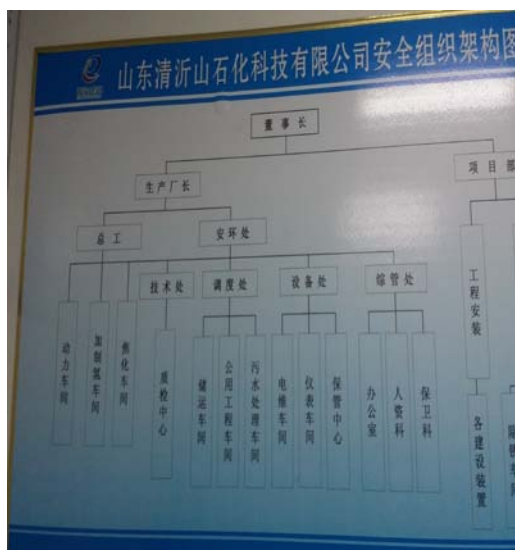 山东清沂山石化科技有限公司安全组织架构图
董事长
生产厂长
项目部
总工
安环处
技术处
调度处
设备处
综管处
工程安装
动力车间
加制氢车间
焦化车间
质检中心
储运车间
公用工程车间
污水处理车间
电维车间
仪表车间
保管中心
办公室
人资科
保卫科
各建设装置